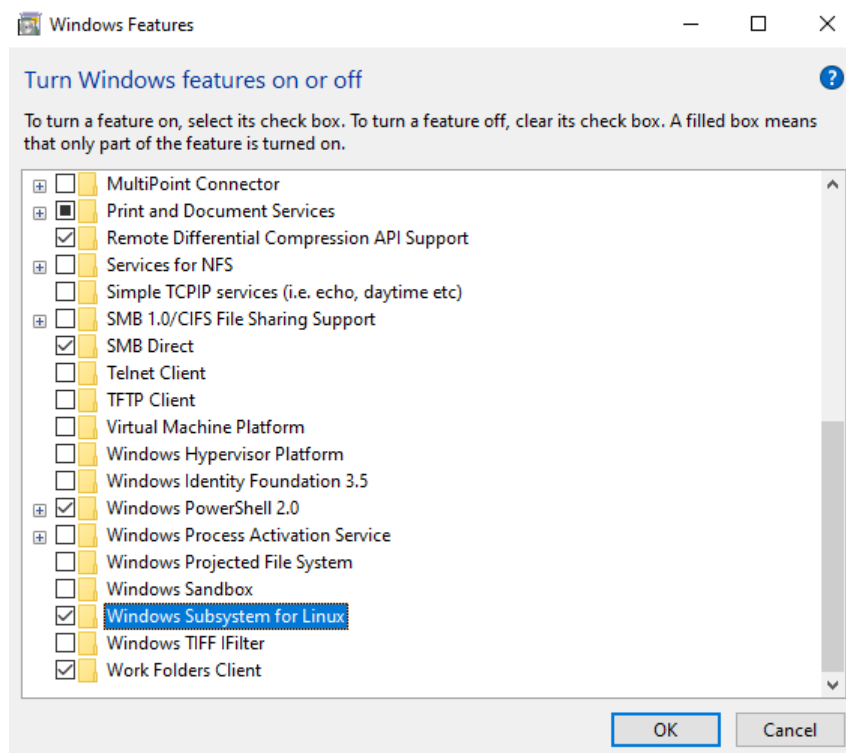 Windows Features
Turn Windows features on or off
To turn a feature on, select its check box. To turn a feature off, clear its check box. A filled box means
that only part of the feature is turned on.
MultiPoint Connector
Print and Document Services
Remote Differential Compression API Support
Services for NFS
Simple TCPIP services (i.e. echo, daytime etc)
SMB 1.0/CIFS File Sharing Support
SMB Direct
Telnet Client
TFTP Client
Virtual Machine Platform
Windows Hypervisor Platform
Windows Identity Foundation 3.5
Windows PowerShell 2.0
Windows Process Activation Service
Windows Projected File System
Windows Sandbox
Windows Subsystem for Linux
Windows TIFF IFilter
Work Folders Client
OK Cancel